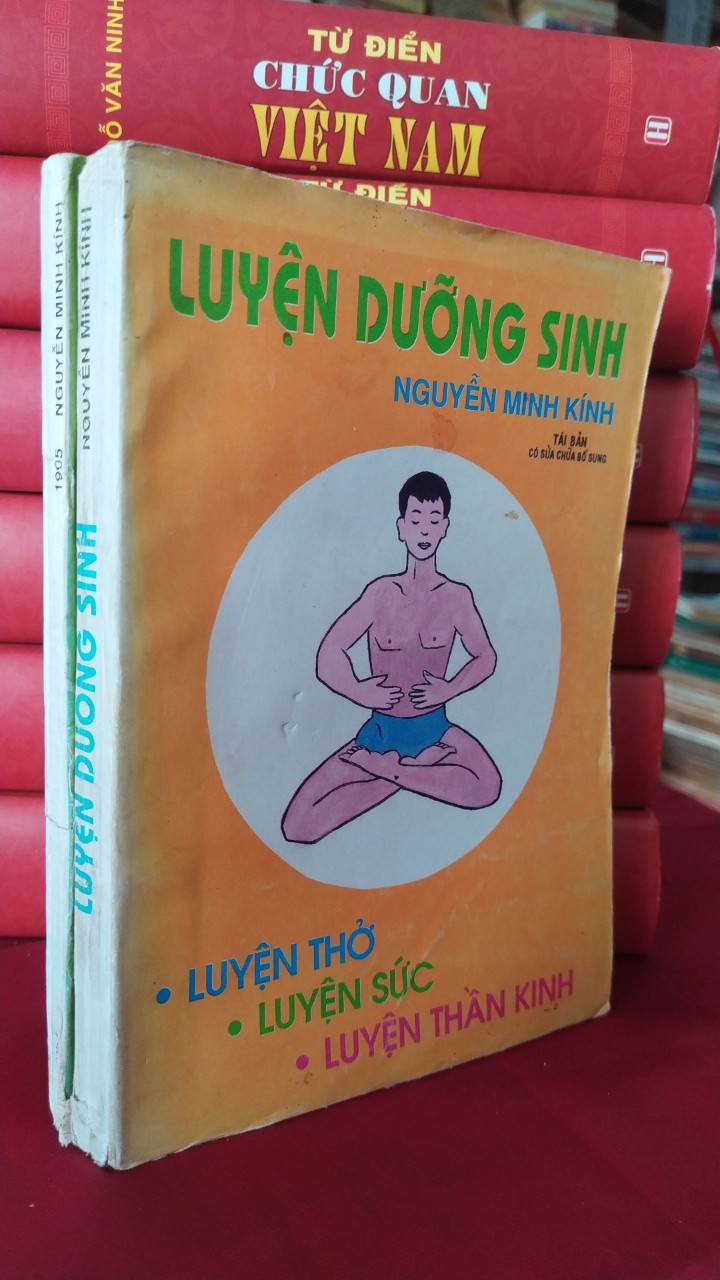 TỪ ĐIỂN
CHỨC QUAN
VIỆT NAM
Ỗ VĂN NINH
H
TỪ ĐIỂN
H
LUYỆN DƯỠNG SINH
NGUYỄN MINH KÍNH
TÁI BẢN
CÓ SỬA CHỮA BỔ SUNG
• LUYỆN THỞ
• LUYỆN SỨC
• LUYỆN THẦN KINH
NGUYỄN MINH KÍNH
LUYỆN DƯỠNG SINH
NGUYỄN MINH KÍNH
1905
H